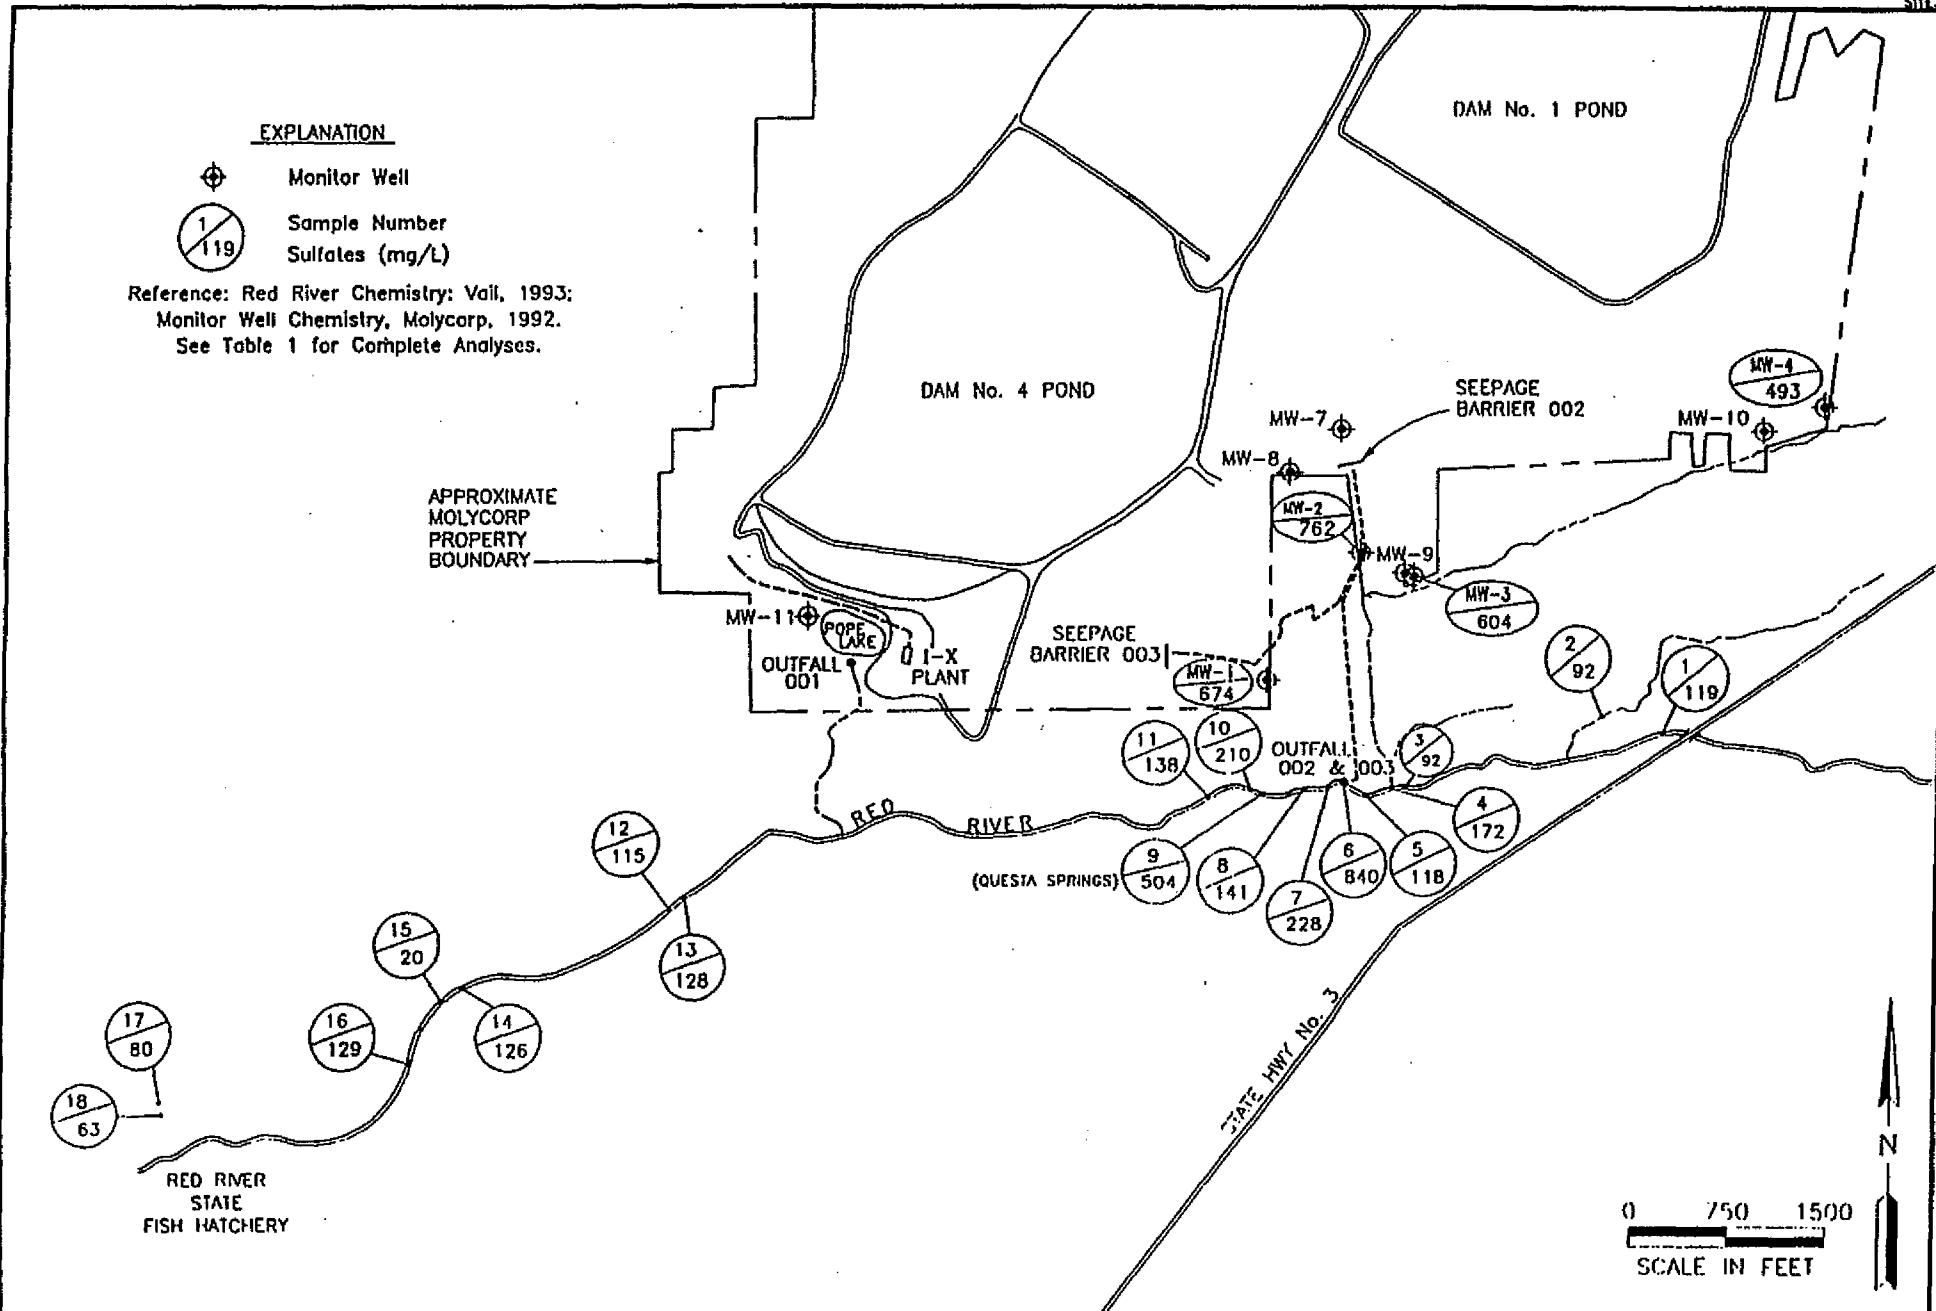 EXPLANATION
Monitor Well
1
119
Sample Number
Sulfates (mg/L)
Reference: Red River Chemistry: Vail, 1993;
Monitor Well Chemistry, Molycorp, 1992.
See Table 1 for Complete Analyses.
DAM No. 1 POND
DAM No. 4 POND
SEEPAGE
BARRIER 002
MW-4
493
MW-10
MW-7
MW-8
MW-2
762
MW-9
MW-3
604
APPROXIMATE
MOLYCORP
PROPERTY
BOUNDARY
MW-11
POPE
LAKE
OUTFALL
001
I-X
PLANT
SEEPAGE
BARRIER 003
MW-1
674
2
92
1
119
11
138
10
210
OUTFALL
002 & 003
3
92
4
172
RED RIVER
12
115
(QUESTA SPRINGS)
9
504
8
141
7
228
6
840
5
118
15
20
13
128
17
80
16
129
14
126
18
63
STATE HWY No. 3
RED RIVER
STATE
FISH HATCHERY
N
0 750 1500
SCALE IN FEET